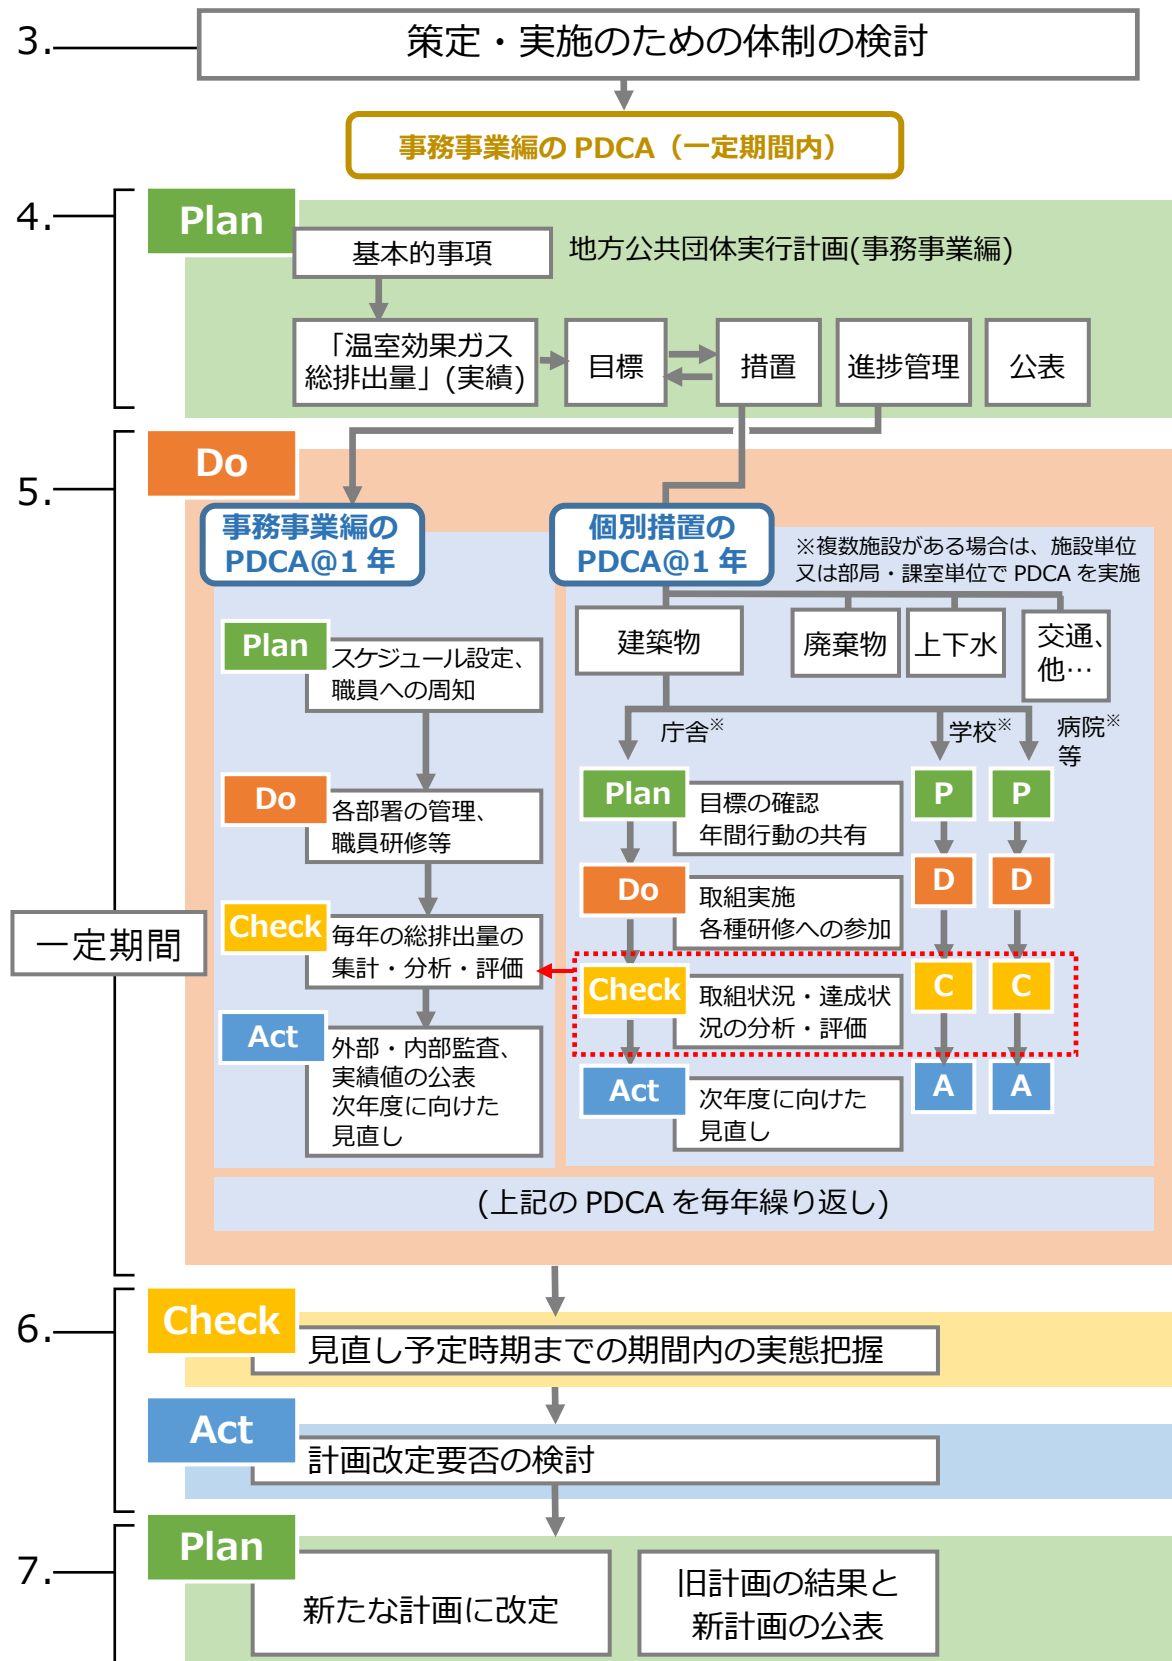 3.
策定・実施のための体制の検討
事務事業編の PDCA（一定期間内）
4.
Plan
基本的事項
地方公共団体実行計画(事務事業編)
「温室効果ガス
総排出量」(実績)
目標
措置
進捗管理
公表
5.
Do
事務事業編の
PDCA@1 年
個別措置の
PDCA@1 年
※複数施設がある場合は、施設単位
又は部局・課室単位で PDCA を実施
Plan
スケジュール設定、
職員への周知
Do
各部署の管理、
職員研修等
Check
毎年の総排出量の
集計・分析・評価
Act
外部・内部監査、
実績値の公表
次年度に向けた
見直し
建築物
廃棄物
上下水
交通、
他…
庁舎※
学校※
病院※
等
Plan
目標の確認
年間行動の共有
Do
取組実施
各種研修への参加
Check
取組状況・達成状
況の分析・評価
Act
次年度に向けた
見直し
P
D
C
A
P
D
C
A
一定期間
(上記の PDCA を毎年繰り返し)
6.
Check
見直し予定時期までの期間内の実態把握
Act
計画改定要否の検討
7.
Plan
新たな計画に改定
旧計画の結果と
新計画の公表